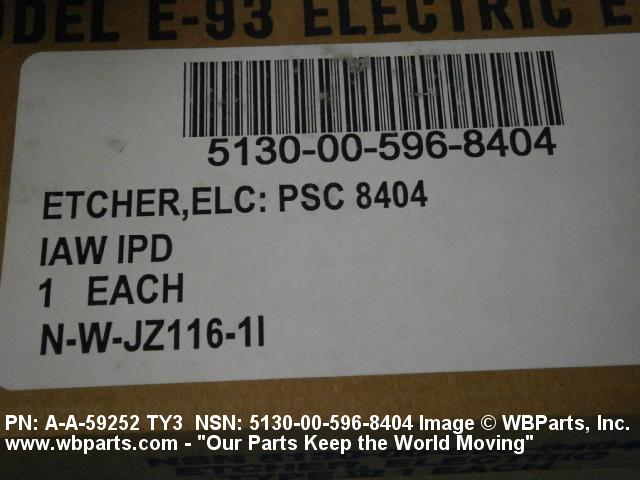 MODEL E-93 ELECTRIC E
5130-00-596-8404
ETCHER,ELC: PSC 8404
IAW IPD
1 EACH
N-W-JZ116-1I
PN: A-A-59252 TY3 NSN: 5130-00-596-8404 Image © WBParts, Inc.
www.wbparts.com - "Our Parts Keep the World Moving"